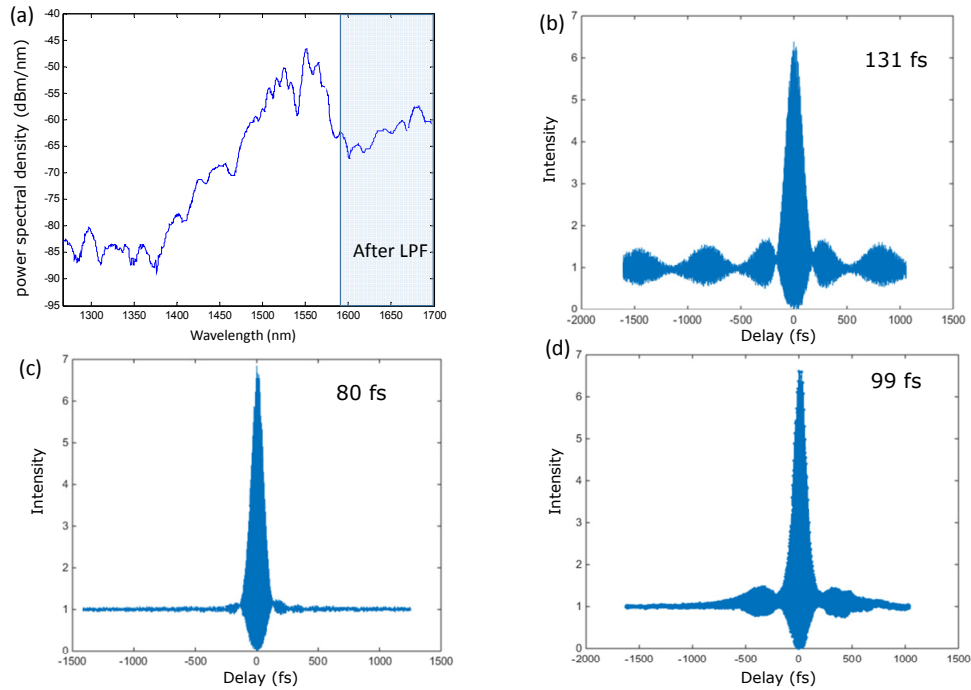 (a)
power spectral density (dBm/nm)
-40
-45
-50
-55
-60
-65
-70
-75
-80
-85
-90
-95
After LPF
1300 1350 1400 1450 1500 1550 1600 1650 1700
Wavelength (nm)
(b)
131 fs
Intensity
7
6
5
4
3
2
1
0
-2000 -1500 -1000 -500 0 500 1000 1500
Delay (fs)
(c)
80 fs
Intensity
7
6
5
4
3
2
1
0
-1500 -1000 -500 0 500 1000 1500
Delay (fs)
(d)
99 fs
Intensity
7
6
5
4
3
2
1
0
-2000 -1500 -1000 -500 0 500 1000 1500
Delay (fs)